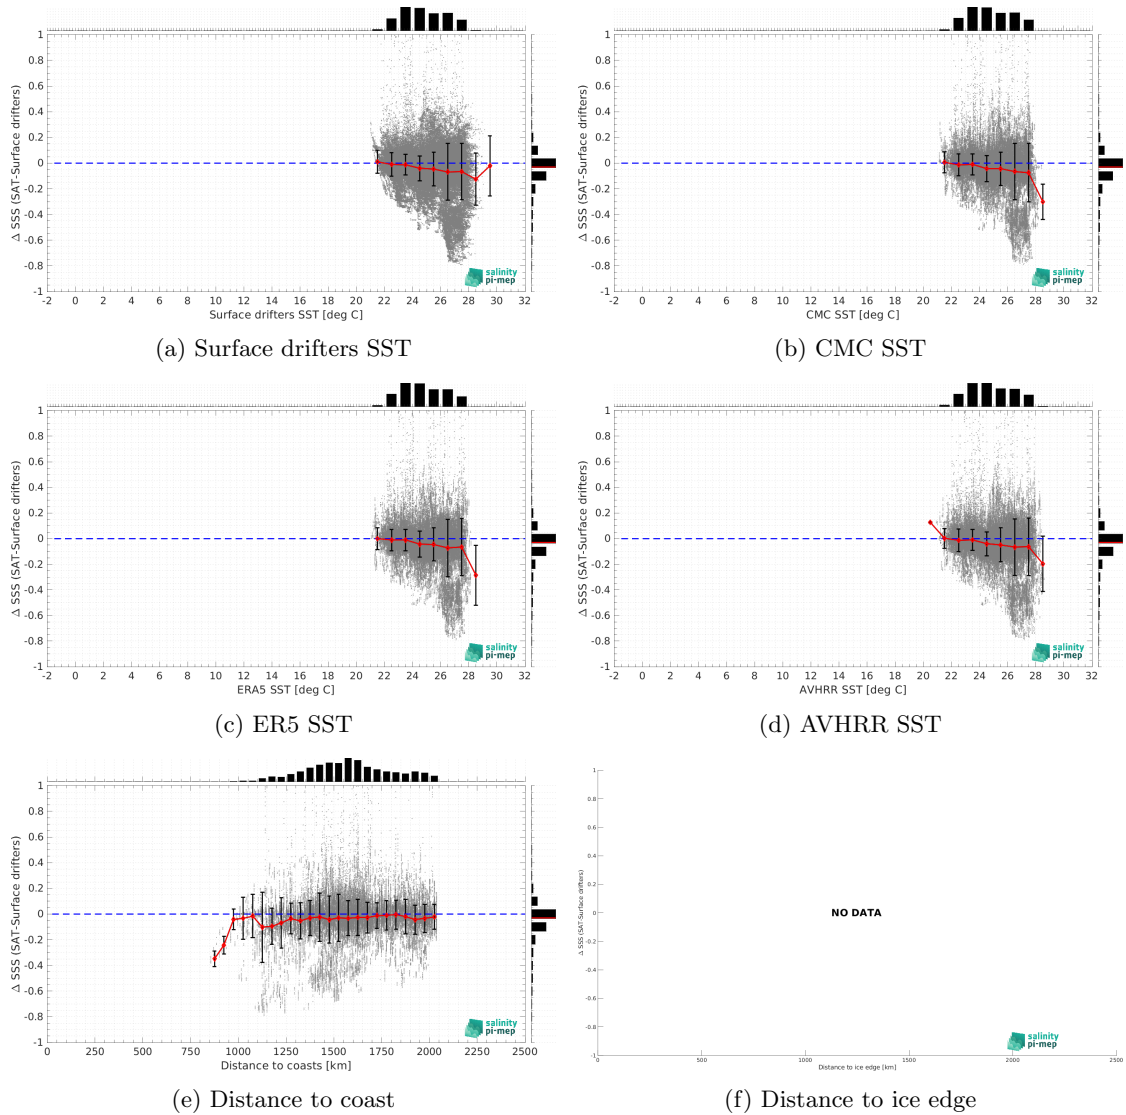 1
0.8
0.6
0.4
0.2
0
-0.2
-0.4
-0.6
-0.8
-1
Δ SSS (SAT-Surface drifters)
salinity
pi-mep
-2 0 2 4 6 8 10 12 14 16 18 20 22 24 26 28 30 32
Surface drifters SST [deg C]
(a) Surface drifters SST
1
0.8
0.6
0.4
0.2
0
-0.2
-0.4
-0.6
-0.8
-1
Δ SSS (SAT-Surface drifters)
salinity
pi-mep
-2 0 2 4 6 8 10 12 14 16 18 20 22 24 26 28 30 32
CMC SST [deg C]
(b) CMC SST
1
0.8
0.6
0.4
0.2
0
-0.2
-0.4
-0.6
-0.8
-1
Δ SSS (SAT-Surface drifters)
salinity
pi-mep
-2 0 2 4 6 8 10 12 14 16 18 20 22 24 26 28 30 32
ERA5 SST [deg C]
(c) ER5 SST
1
0.8
0.6
0.4
0.2
0
-0.2
-0.4
-0.6
-0.8
-1
Δ SSS (SAT-Surface drifters)
salinity
pi-mep
-2 0 2 4 6 8 10 12 14 16 18 20 22 24 26 28 30 32
AVHRR SST [deg C]
(d) AVHRR SST
1
0.8
0.6
0.4
0.2
0
-0.2
-0.4
-0.6
-0.8
-1
Δ SSS (SAT-Surface drifters)
salinity
pi-mep
0 250 500 750 1000 1250 1500 1750 2000 2250 2500
Distance to coasts [km]
(e) Distance to coast
1
0.8
0.6
0.4
0.2
0
-0.2
-0.4
-0.6
-0.8
-1
Δ SSS (SAT-Surface drifters)
NO DATA
salinity
pi-mep
0 500 1000 1500 2000 2500
Distance to ice edge [km]
(f) Distance to ice edge